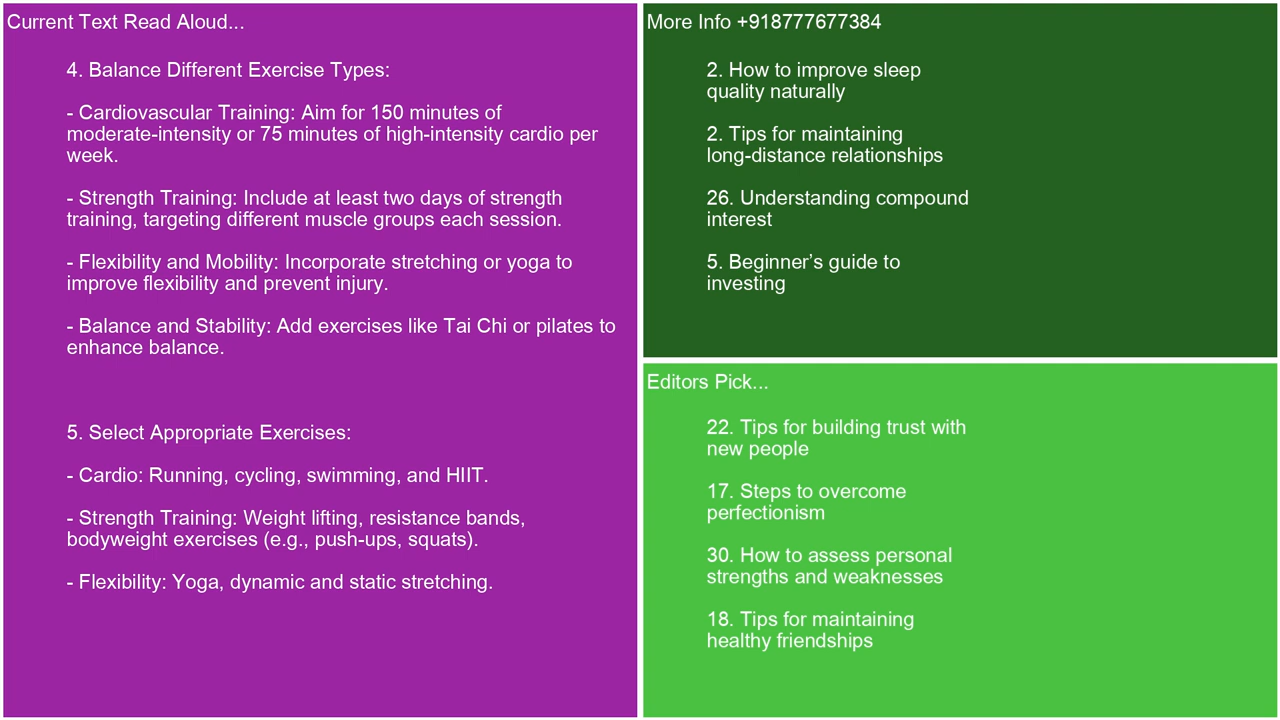 Current Text Read Aloud...
4. Balance Different Exercise Types:
- Cardiovascular Training: Aim for 150 minutes of
moderate-intensity or 75 minutes of high-intensity cardio per
week.
- Strength Training: Include at least two days of strength
training, targeting different muscle groups each session.
- Flexibility and Mobility: Incorporate stretching or yoga to
improve flexibility and prevent injury.
- Balance and Stability: Add exercises like Tai Chi or pilates to
enhance balance.
5. Select Appropriate Exercises:
- Cardio: Running, cycling, swimming, and HIIT.
- Strength Training: Weight lifting, resistance bands,
bodyweight exercises (e.g., push-ups, squats).
- Flexibility: Yoga, dynamic and static stretching.
More Info +918777677384
2. How to improve sleep
quality naturally
2. Tips for maintaining
long-distance relationships
26. Understanding compound
interest
5. Beginner’s guide to
investing
Editors Pick...
22. Tips for building trust with
new people
17. Steps to overcome
perfectionism
30. How to assess personal
strengths and weaknesses
18. Tips for maintaining
healthy friendships